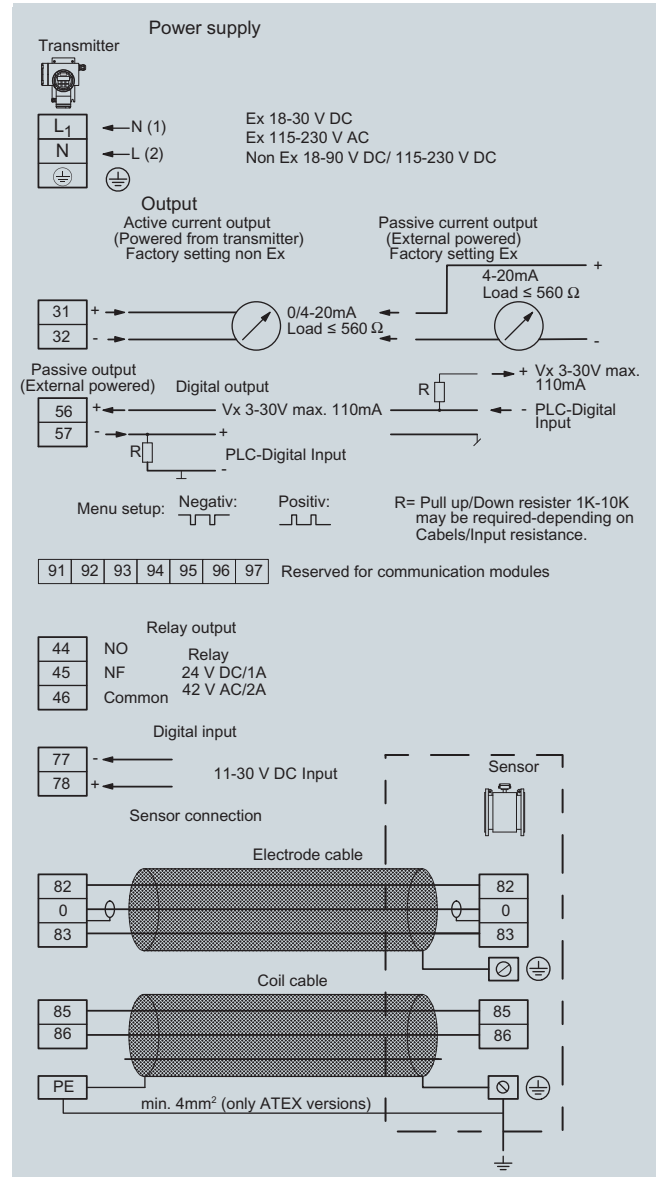 Power supply
Transmitter
L1 N (1)
N L (2)
Ex 18-30 V DC
Ex 115-230 V AC
Non Ex 18-90 V DC/ 115-230 V DC
Output
Active current output
(Powered from transmitter)
Factory setting non Ex
Passive current output
(External powered)
Factory setting Ex
31 +
32 -
0/4-20mA
Load ≤ 560 Ω
4-20mA
Load ≤ 560 Ω
+
-
Passive output
(External powered)
Digital output
56 + Vx 3-30V max. 110mA
57 - +
R PLC-Digital Input
-
R
+ Vx 3-30V max.
110mA
- PLC-Digital
Input
Menu setup: Negativ: Positiv:
R= Pull up/Down resister 1K-10K
may be required-depending on
Cabels/Input resistance.
91 92 93 94 95 96 97 Reserved for communication modules
Relay output
44 NO
45 NF
46 Common
Relay
24 V DC/1A
42 V AC/2A
Digital input
77 -
78 +
11-30 V DC Input
Sensor
Sensor connection
Electrode cable
82 82
0 0
83 83
Coil cable
85 85
86 86
PE
min. 4mm² (only ATEX versions)